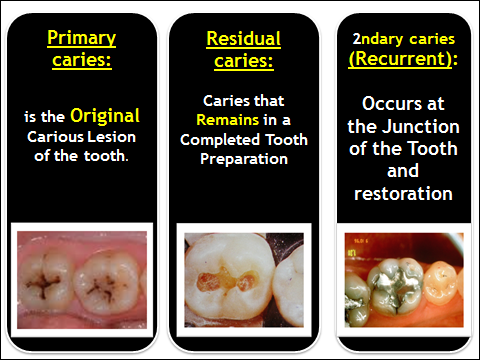 Primary
caries:
is the Original
Carious Lesion
of the tooth.
Residual
caries:
Caries that
Remains in a
Completed Tooth
Preparation
2ndary caries
(Recurrent):
Occurs at
the Junction
of the Tooth
and
restoration